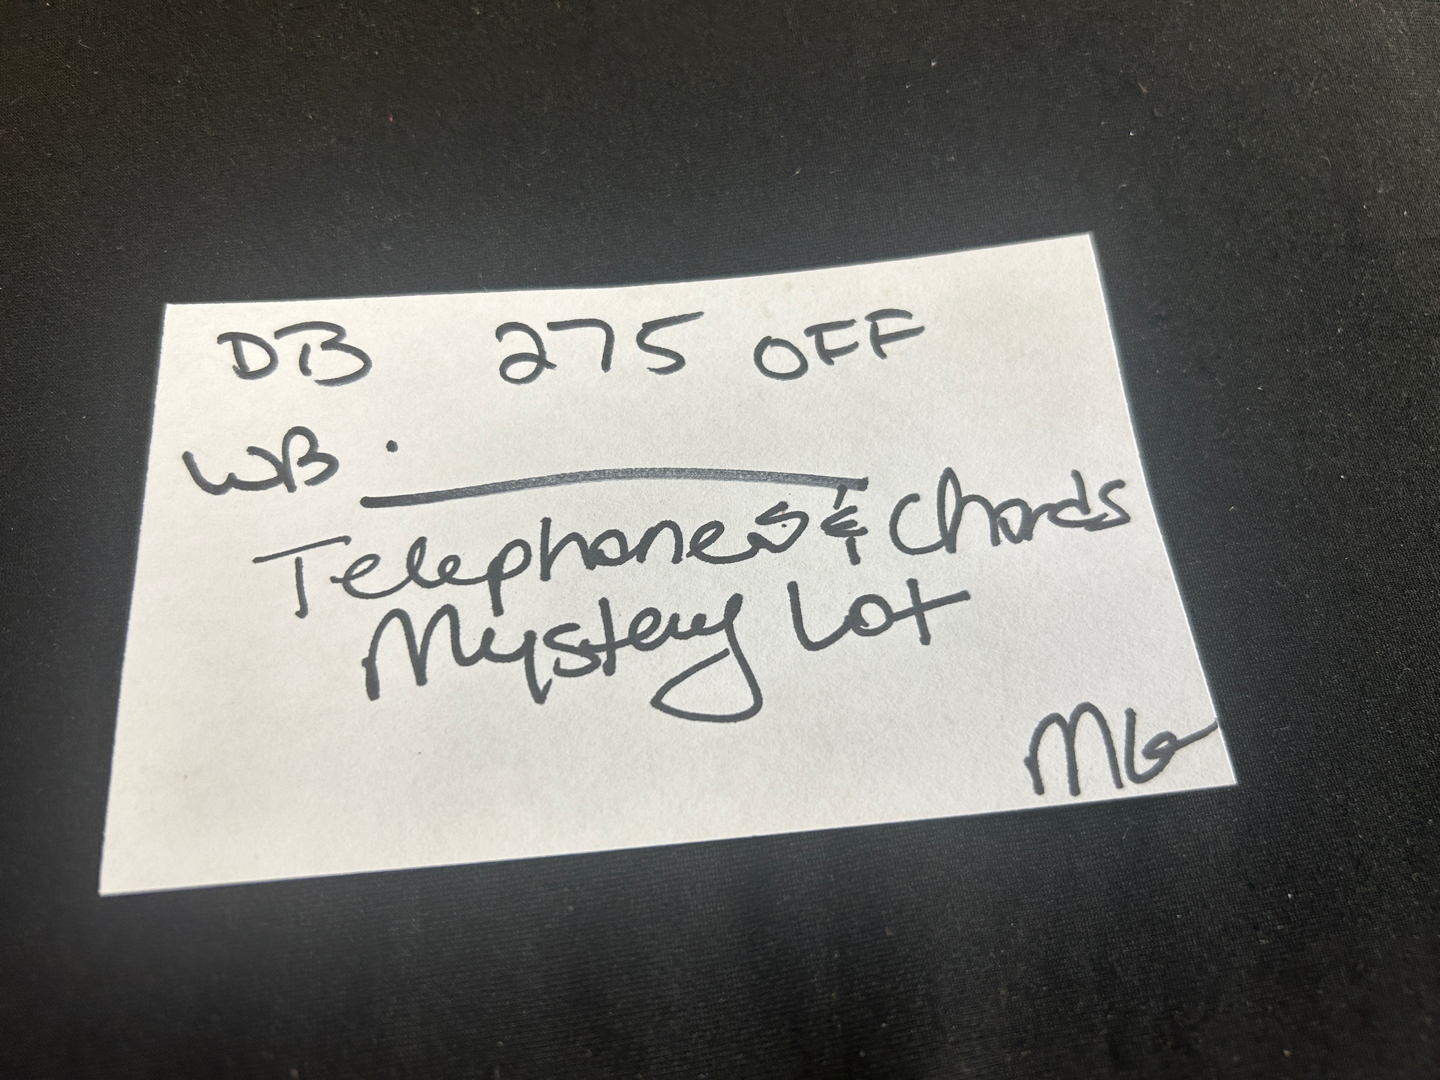 DB 275 OFF
WB.
Telephones & Chords
Mystery Lot
MG